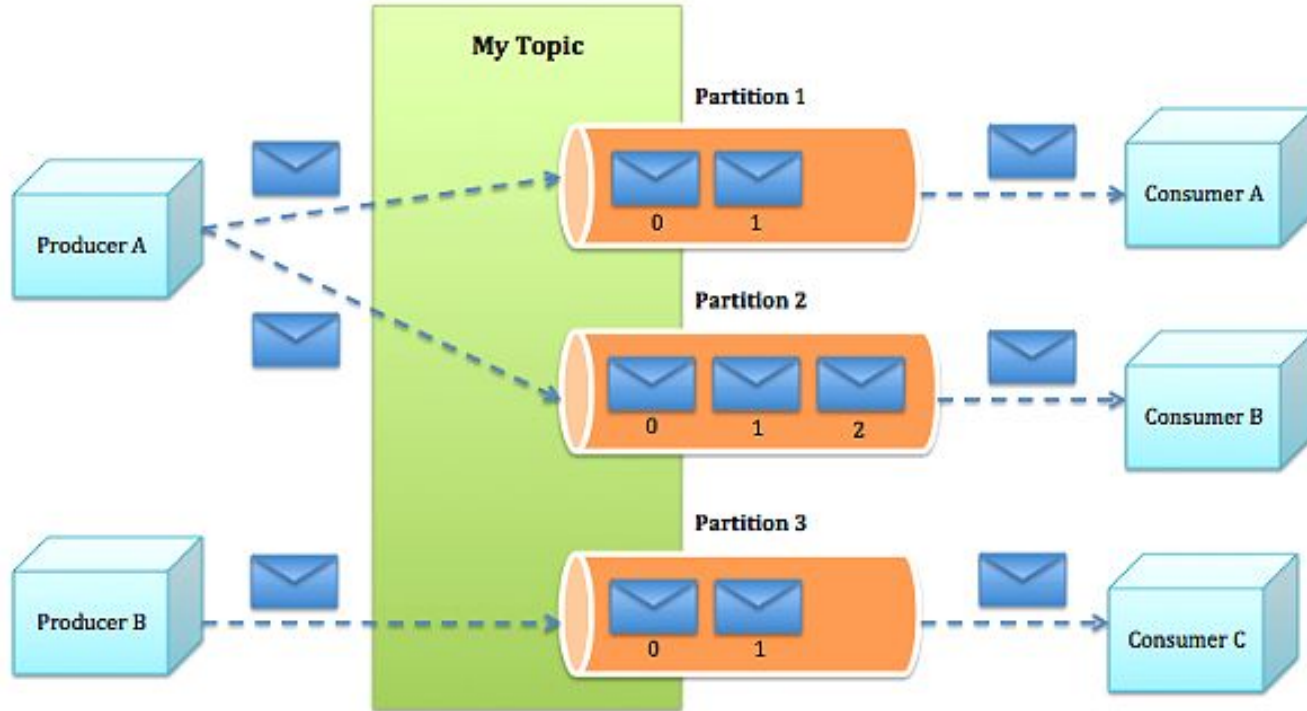 My Topic
Partition 1
0 1
Producer A
Consumer A
Partition 2
0 1 2
Consumer B
Partition 3
0 1
Producer B
Consumer C